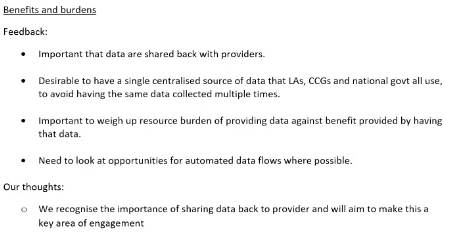 Benefits and burdens
Feedback:
• Important that data are shared back with providers.
• Desirable to have a single centralised source of data that LAs, CCGs and national govt all use,
to avoid having the same data collected multiple times.
• Important to weigh up resource burden of providing data against benefit provided by having
that data.
• Need to look at opportunities for automated data flows where possible.
Our thoughts:
o We recognise the importance of sharing data back to provider and will aim to make this a
key area of engagement